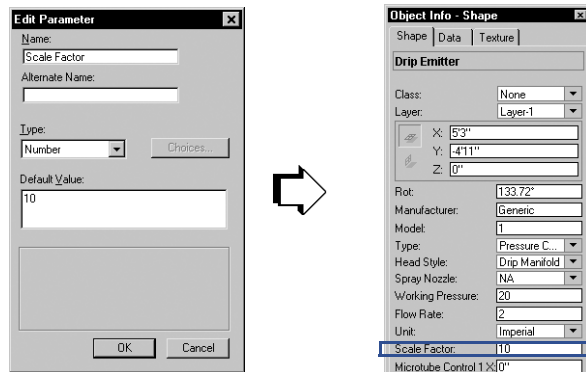 Edit Parameter
Name:
Scale Factor
Alternate Name:
Type:
Number
Choices...
Default Value:
10
OK Cancel
Object Info - Shape
Shape Data Texture
Drip Emitter
Class: None
Layer: Layer-1
X: 5'3"
Y: -4'11"
Z: 0"
Rot: 133.72°
Manufacturer: Generic
Model: 1
Type: Pressure C...
Head Style: Drip Manifold
Spray Nozzle: NA
Working Pressure: 20
Flow Rate: 2
Unit: Imperial
Scale Factor: 10
Microtube Control 1 X: 0"